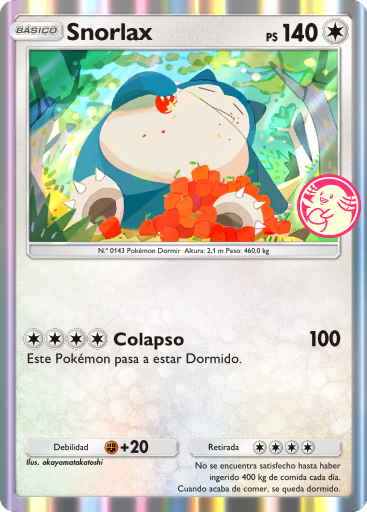 BÁSICO Snorlax PS 140
N.º 0143 Pokémon Dormir Altura: 2,1 m Peso: 460,0 kg
Colapso 100
Este Pokémon pasa a estar Dormido.
Debilidad +20 Retirada
Ilus. okayamatakatoshi
No se encuentra satisfecho hasta haber
ingerido 400 kg de comida cada día.
Cuando acaba de comer, se queda dormido.